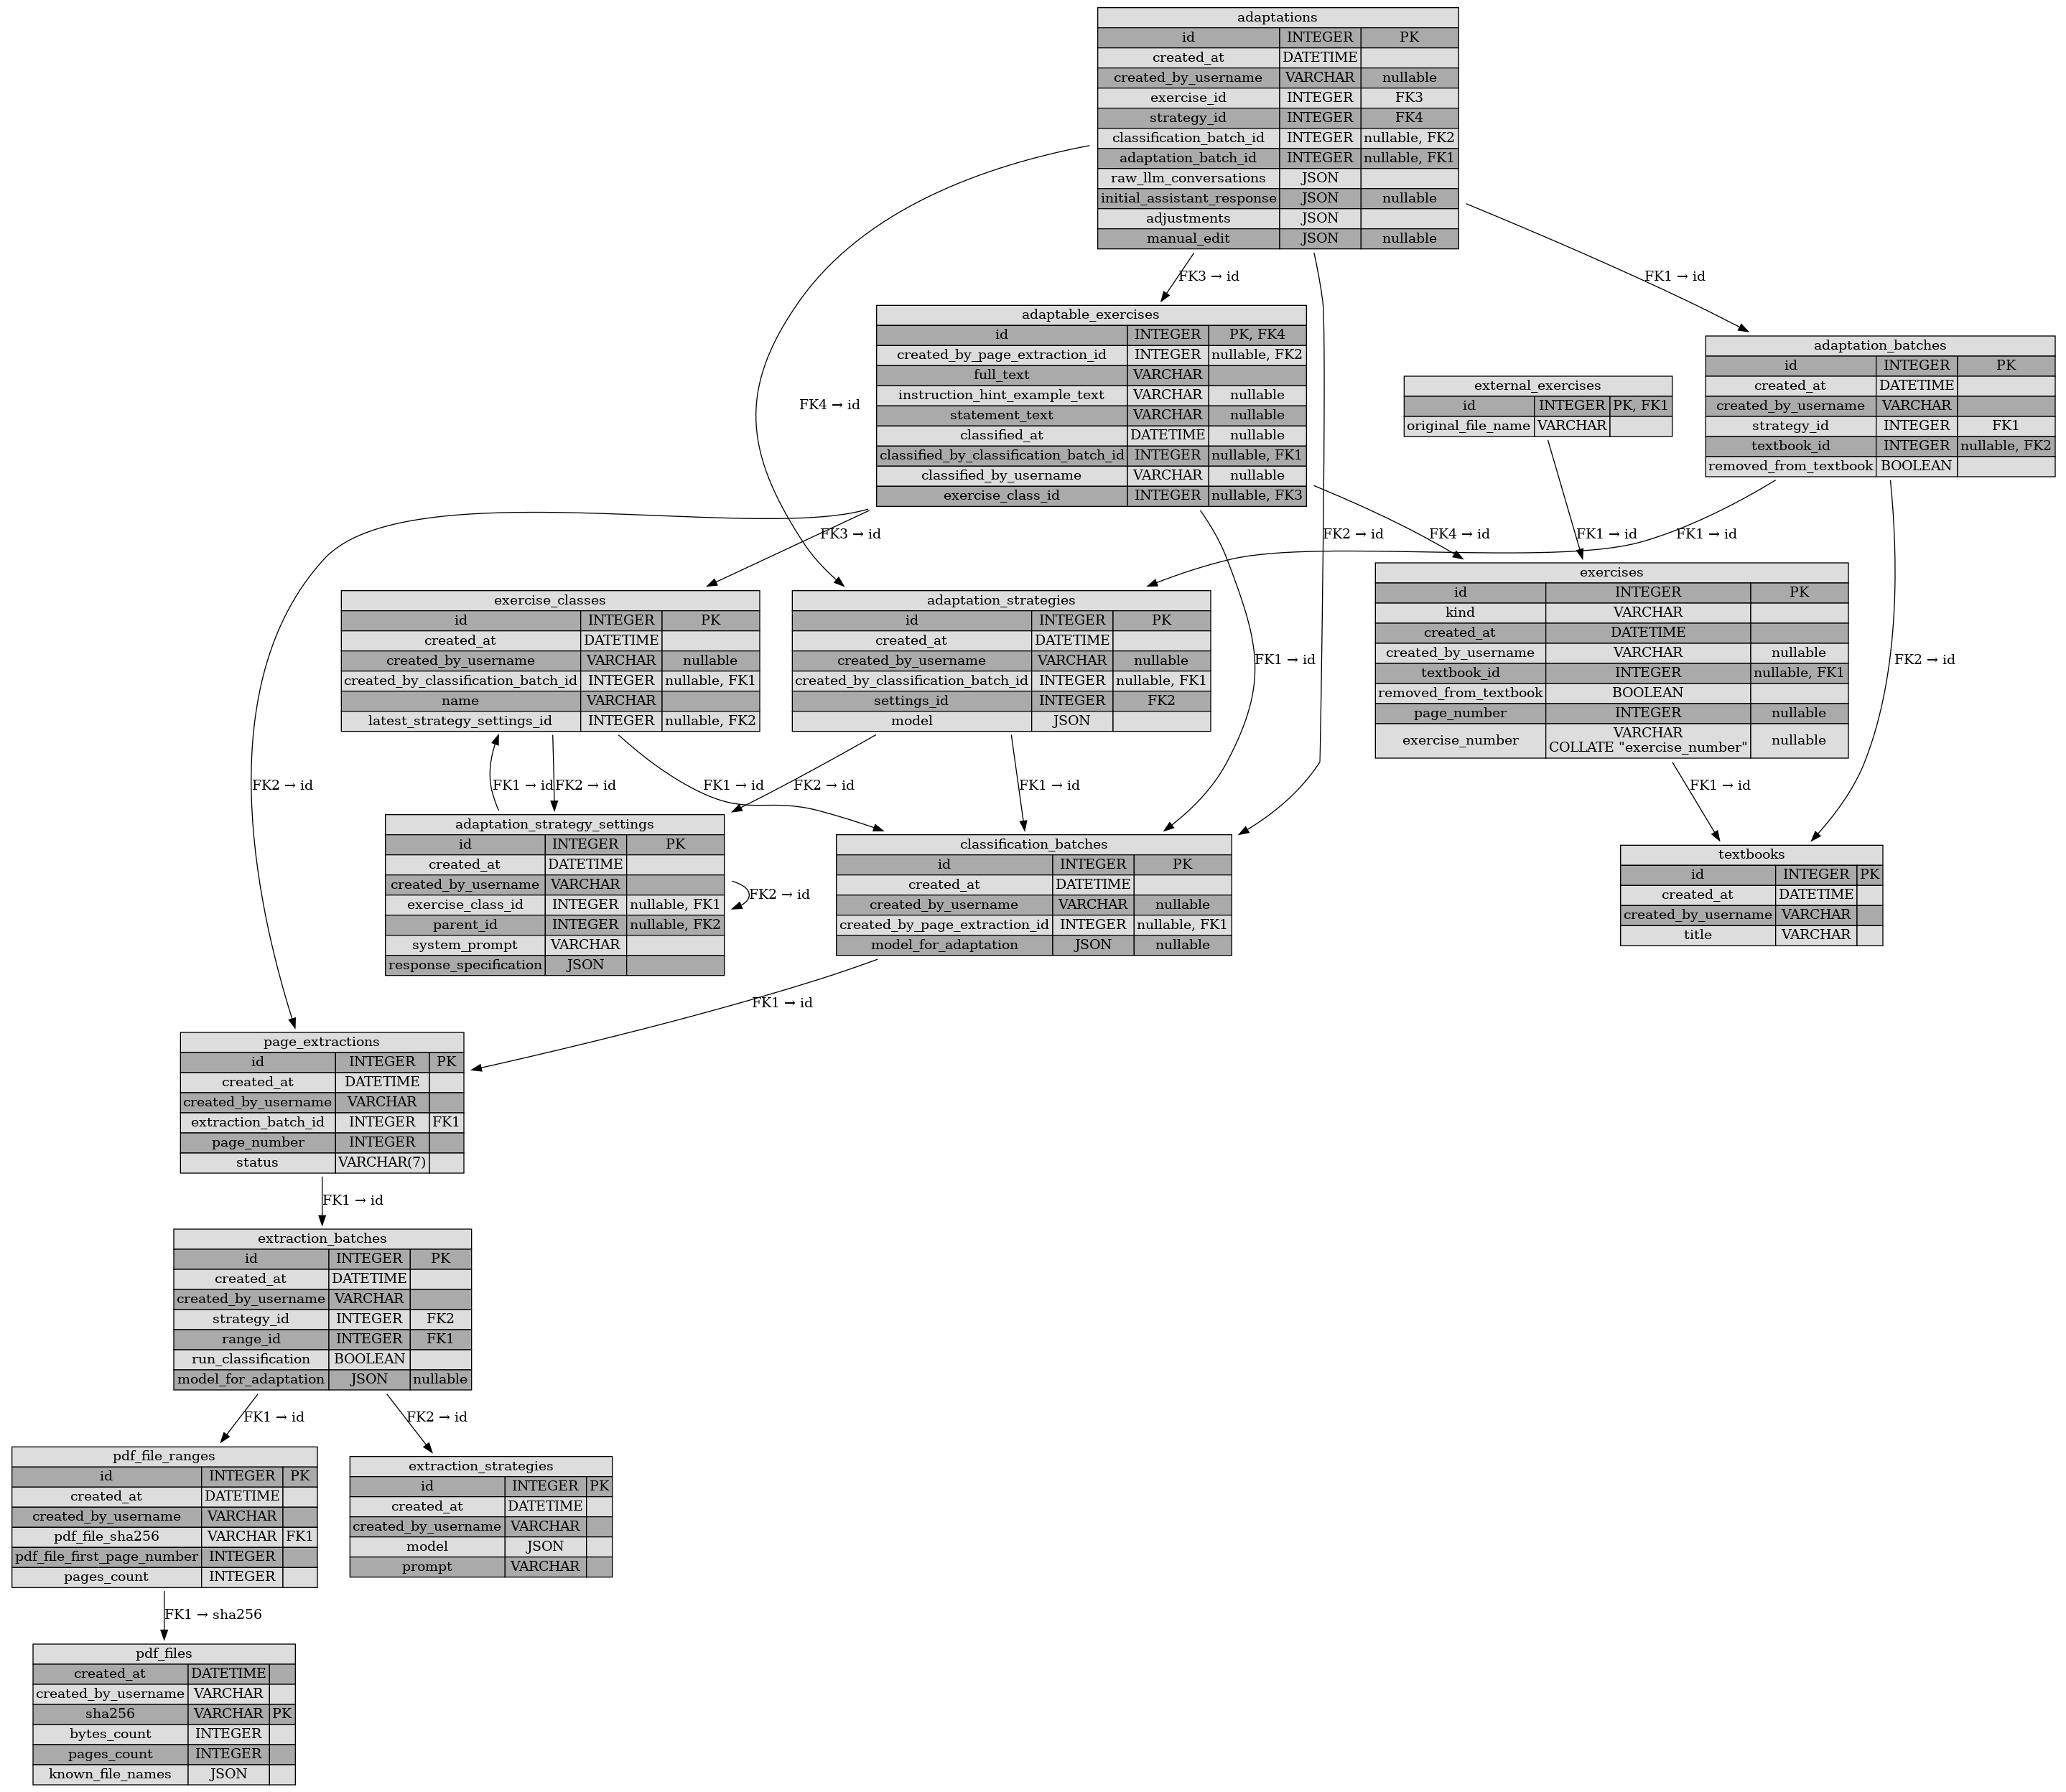 adaptations
id INTEGER PK
created_at DATETIME
created_by_username VARCHAR nullable
exercise_id INTEGER FK3
strategy_id INTEGER FK4
classification_batch_id INTEGER nullable, FK2
adaptation_batch_id INTEGER nullable, FK1
raw_llm_conversations JSON
initial_assistant_response JSON nullable
adjustments JSON
manual_edit JSON nullable
FK3 → id
FK1 → id
FK4 → id
FK2 → id
adaptable_exercises
id INTEGER PK, FK4
created_by_page_extraction_id INTEGER nullable, FK2
full_text VARCHAR
instruction_hint_example_text VARCHAR nullable
statement_text VARCHAR nullable
classified_at DATETIME nullable
classified_by_classification_batch_id INTEGER nullable, FK1
classified_by_username VARCHAR nullable
exercise_class_id INTEGER nullable, FK3
external_exercises
id INTEGER PK, FK1
original_file_name VARCHAR
adaptation_batches
id INTEGER PK
created_at DATETIME
created_by_username VARCHAR
strategy_id INTEGER FK1
textbook_id INTEGER nullable, FK2
removed_from_textbook BOOLEAN
FK3 → id
FK4 → id
FK1 → id
FK1 → id
FK1 → id
FK2 → id
FK2 → id
exercise_classes
id INTEGER PK
created_at DATETIME
created_by_username VARCHAR nullable
created_by_classification_batch_id INTEGER nullable, FK1
name VARCHAR
latest_strategy_settings_id INTEGER nullable, FK2
adaptation_strategies
id INTEGER PK
created_at DATETIME
created_by_username VARCHAR nullable
created_by_classification_batch_id INTEGER nullable, FK1
settings_id INTEGER FK2
model JSON
exercises
id INTEGER PK
kind VARCHAR
created_at DATETIME
created_by_username VARCHAR nullable
textbook_id INTEGER nullable, FK1
removed_from_textbook BOOLEAN
page_number INTEGER nullable
exercise_number VARCHAR nullable
COLLATE "exercise_number"
FK1 → id
FK2 → id
FK1 → id
FK2 → id
FK1 → id
FK1 → id
adaptation_strategy_settings
id INTEGER PK
created_at DATETIME
created_by_username VARCHAR
exercise_class_id INTEGER nullable, FK1
parent_id INTEGER nullable, FK2
system_prompt VARCHAR
response_specification JSON
FK2 → id
classification_batches
id INTEGER PK
created_at DATETIME
created_by_username VARCHAR nullable
created_by_page_extraction_id INTEGER nullable, FK1
model_for_adaptation JSON nullable
textbooks
id INTEGER PK
created_at DATETIME
created_by_username VARCHAR
title VARCHAR
FK1 → id
page_extractions
id INTEGER PK
created_at DATETIME
created_by_username VARCHAR
extraction_batch_id INTEGER FK1
page_number INTEGER
status VARCHAR(7)
FK1 → id
extraction_batches
id INTEGER PK
created_at DATETIME
created_by_username VARCHAR
strategy_id INTEGER FK2
range_id INTEGER FK1
run_classification BOOLEAN
model_for_adaptation JSON nullable
FK1 → id
FK2 → id
pdf_file_ranges
id INTEGER PK
created_at DATETIME
created_by_username VARCHAR
pdf_file_sha256 VARCHAR FK1
pdf_file_first_page_number INTEGER
pages_count INTEGER
extraction_strategies
id INTEGER PK
created_at DATETIME
created_by_username VARCHAR
model JSON
prompt VARCHAR
FK1 → sha256
pdf_files
created_at DATETIME
created_by_username VARCHAR
sha256 VARCHAR PK
bytes_count INTEGER
pages_count INTEGER
known_file_names JSON